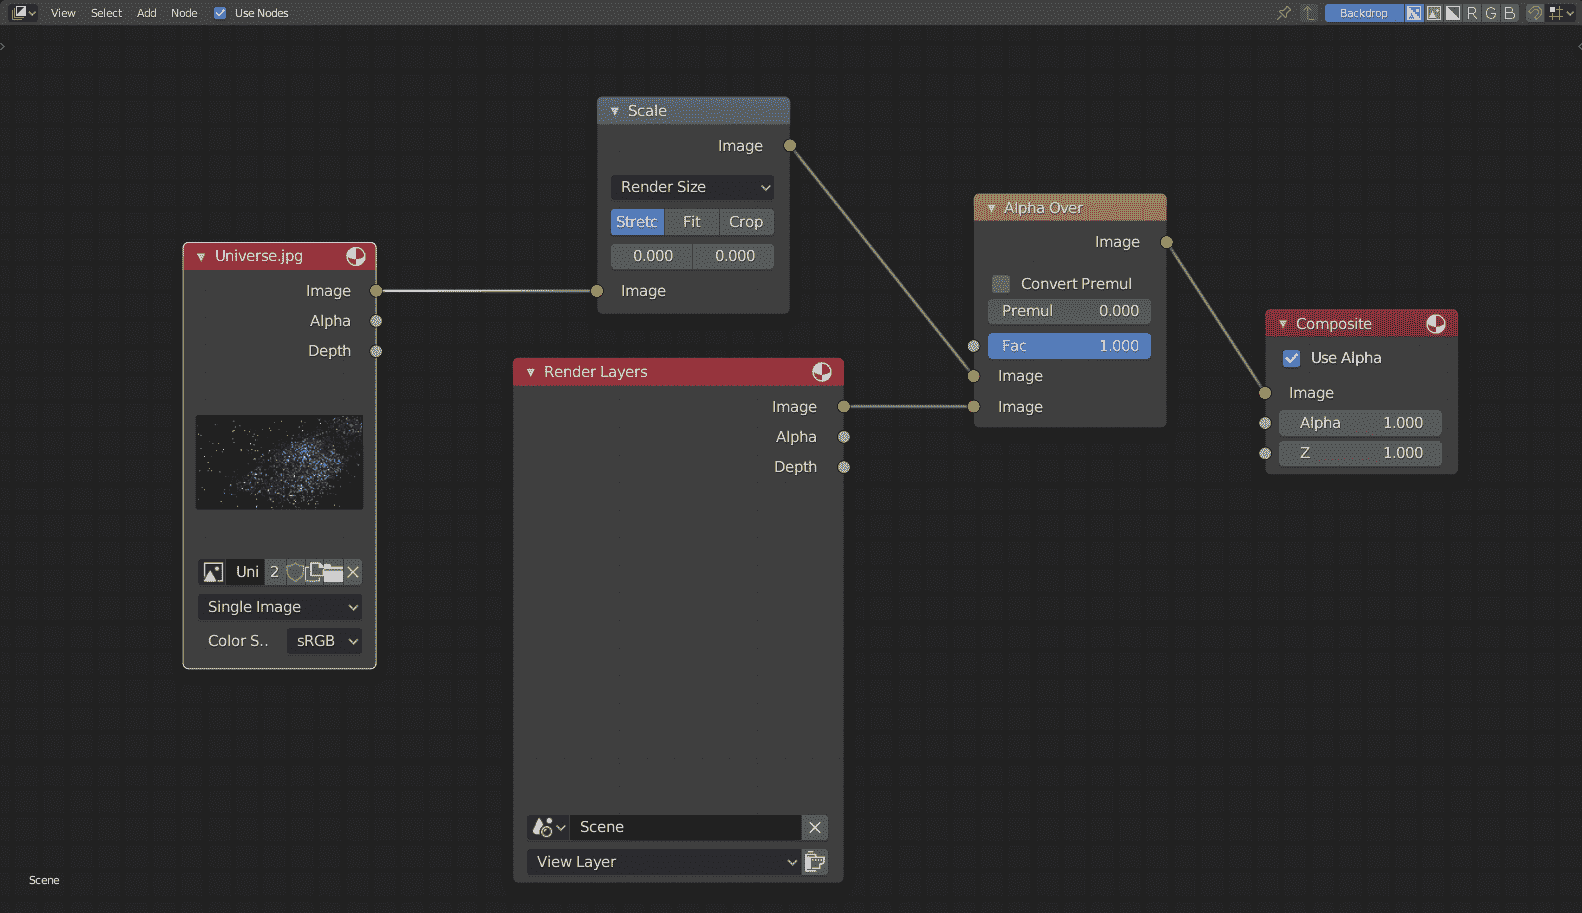 View Select Add Node Use Nodes Backdrop R G B
Scale
Image
Render Size
Stretc Fit Crop
0.000 0.000
Image
Universe.jpg
Image
Alpha
Depth
Uni 2
Single Image
Color S.. sRGB
Render Layers
Image
Alpha
Depth
Scene
View Layer
Alpha Over
Image
Convert Premul
Premul 0.000
Fac 1.000
Image
Image
Composite
Use Alpha
Image
Alpha 1.000
Z 1.000
Scene